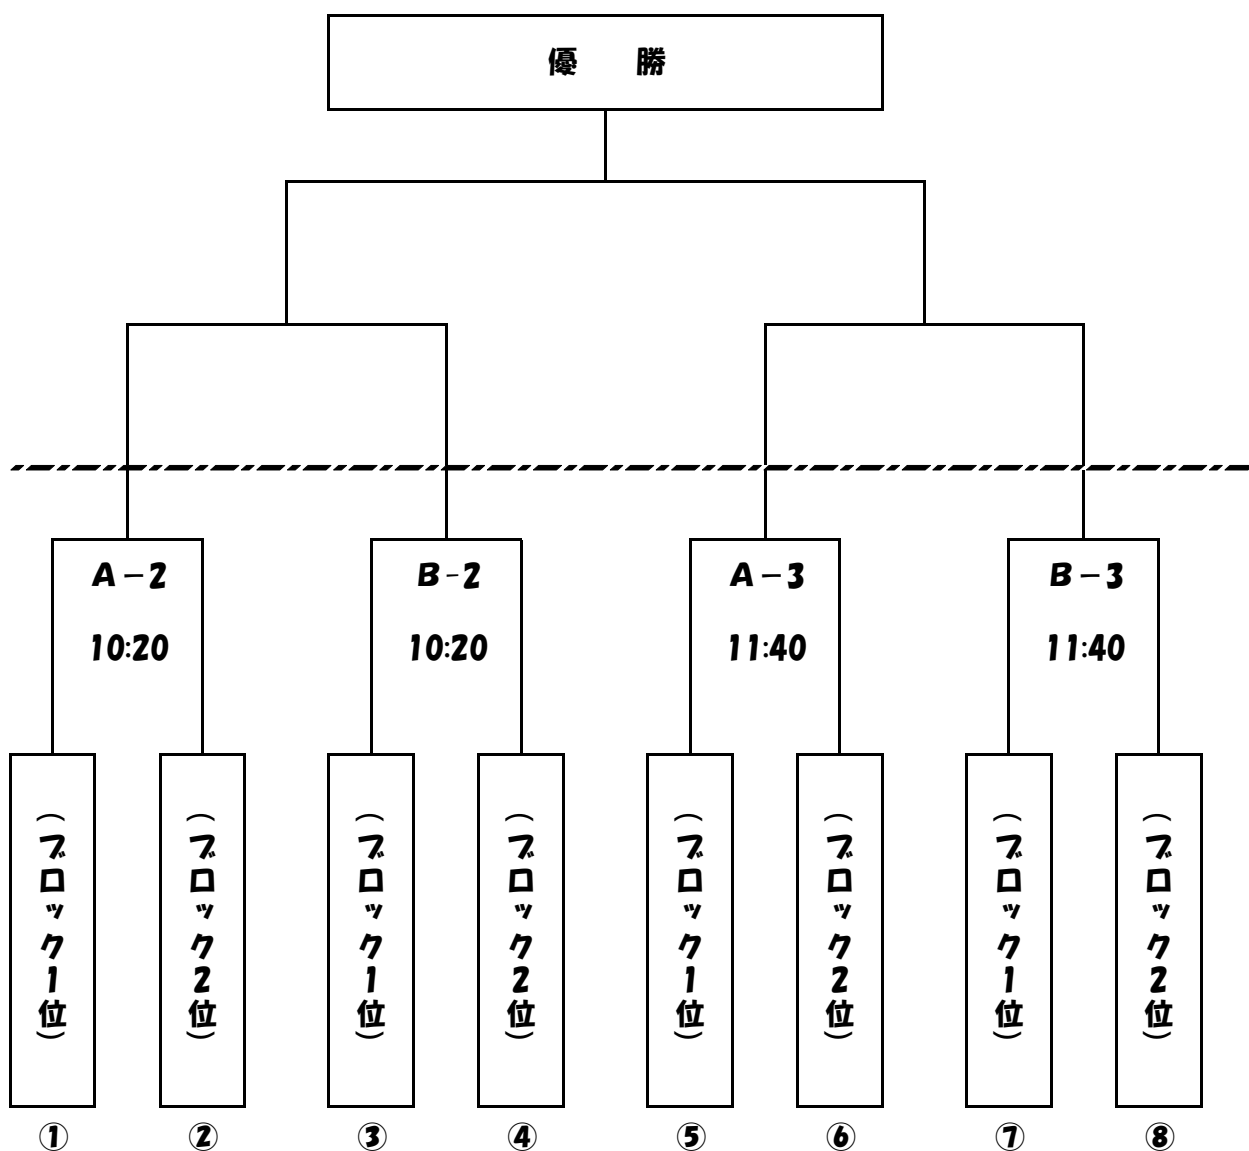 優　勝
A－2
B－2
A－3
B－3
10:20
10:20
11:40
11:40
（ブロック1位）
（ブロック2位）
（ブロック1位）
（ブロック2位）
（ブロック1位）
（ブロック2位）
（ブロック1位）
（ブロック2位）
①
②
③
④
⑤
⑥
⑦
⑧